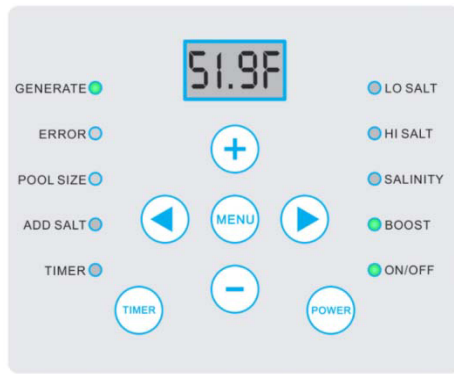 51.9F
GENERATE
LO SALT
ERROR
+
HI SALT
POOL SIZE
SALINITY
ADD SALT
MENU
BOOST
TIMER
−
ON/OFF
TIMER
POWER